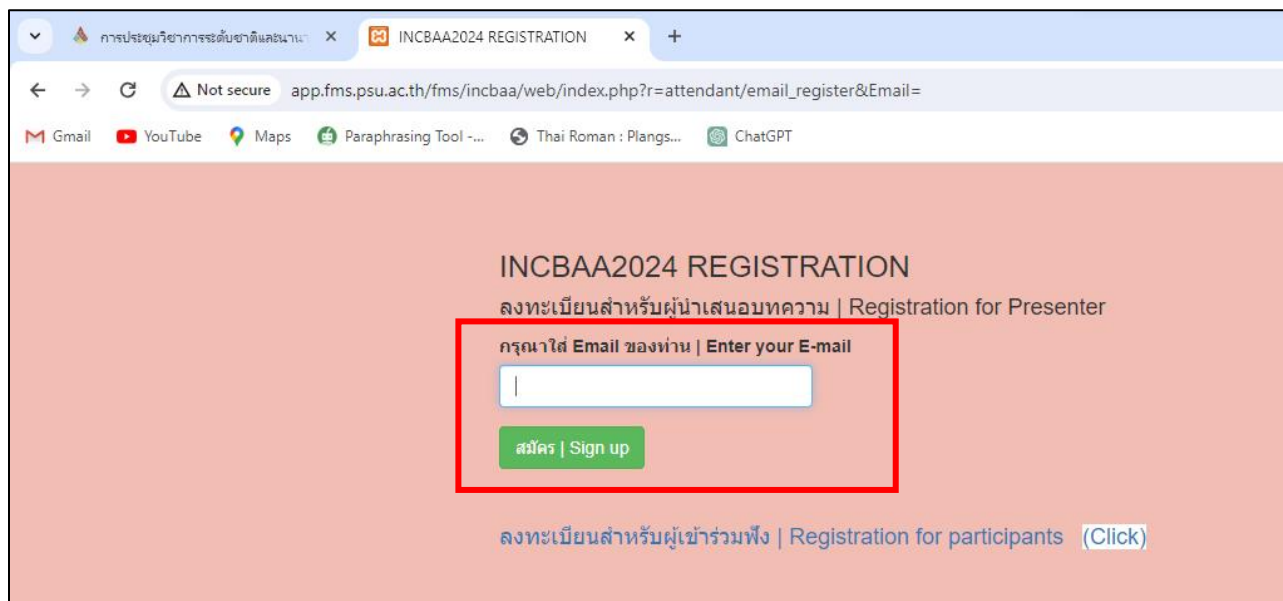 การประชุมวิชาการระดับชาติและนานา
INCBAA2024 REGISTRATION
Not secure app.fms.psu.ac.th/fms/incbaa/web/index.php?r=attendant/email_register&Email=
Gmail YouTube Maps Paraphrasing Tool -... Thai Roman : Plangs... ChatGPT
INCBAA2024 REGISTRATION
ลงทะเบียนสำหรับผู้นำเสนอบทความ | Registration for Presenter
กรุณาใส่ Email ของท่าน | Enter your E-mail
สมัคร | Sign up
ลงทะเบียนสำหรับผู้เข้าร่วมฟัง | Registration for participants (Click)